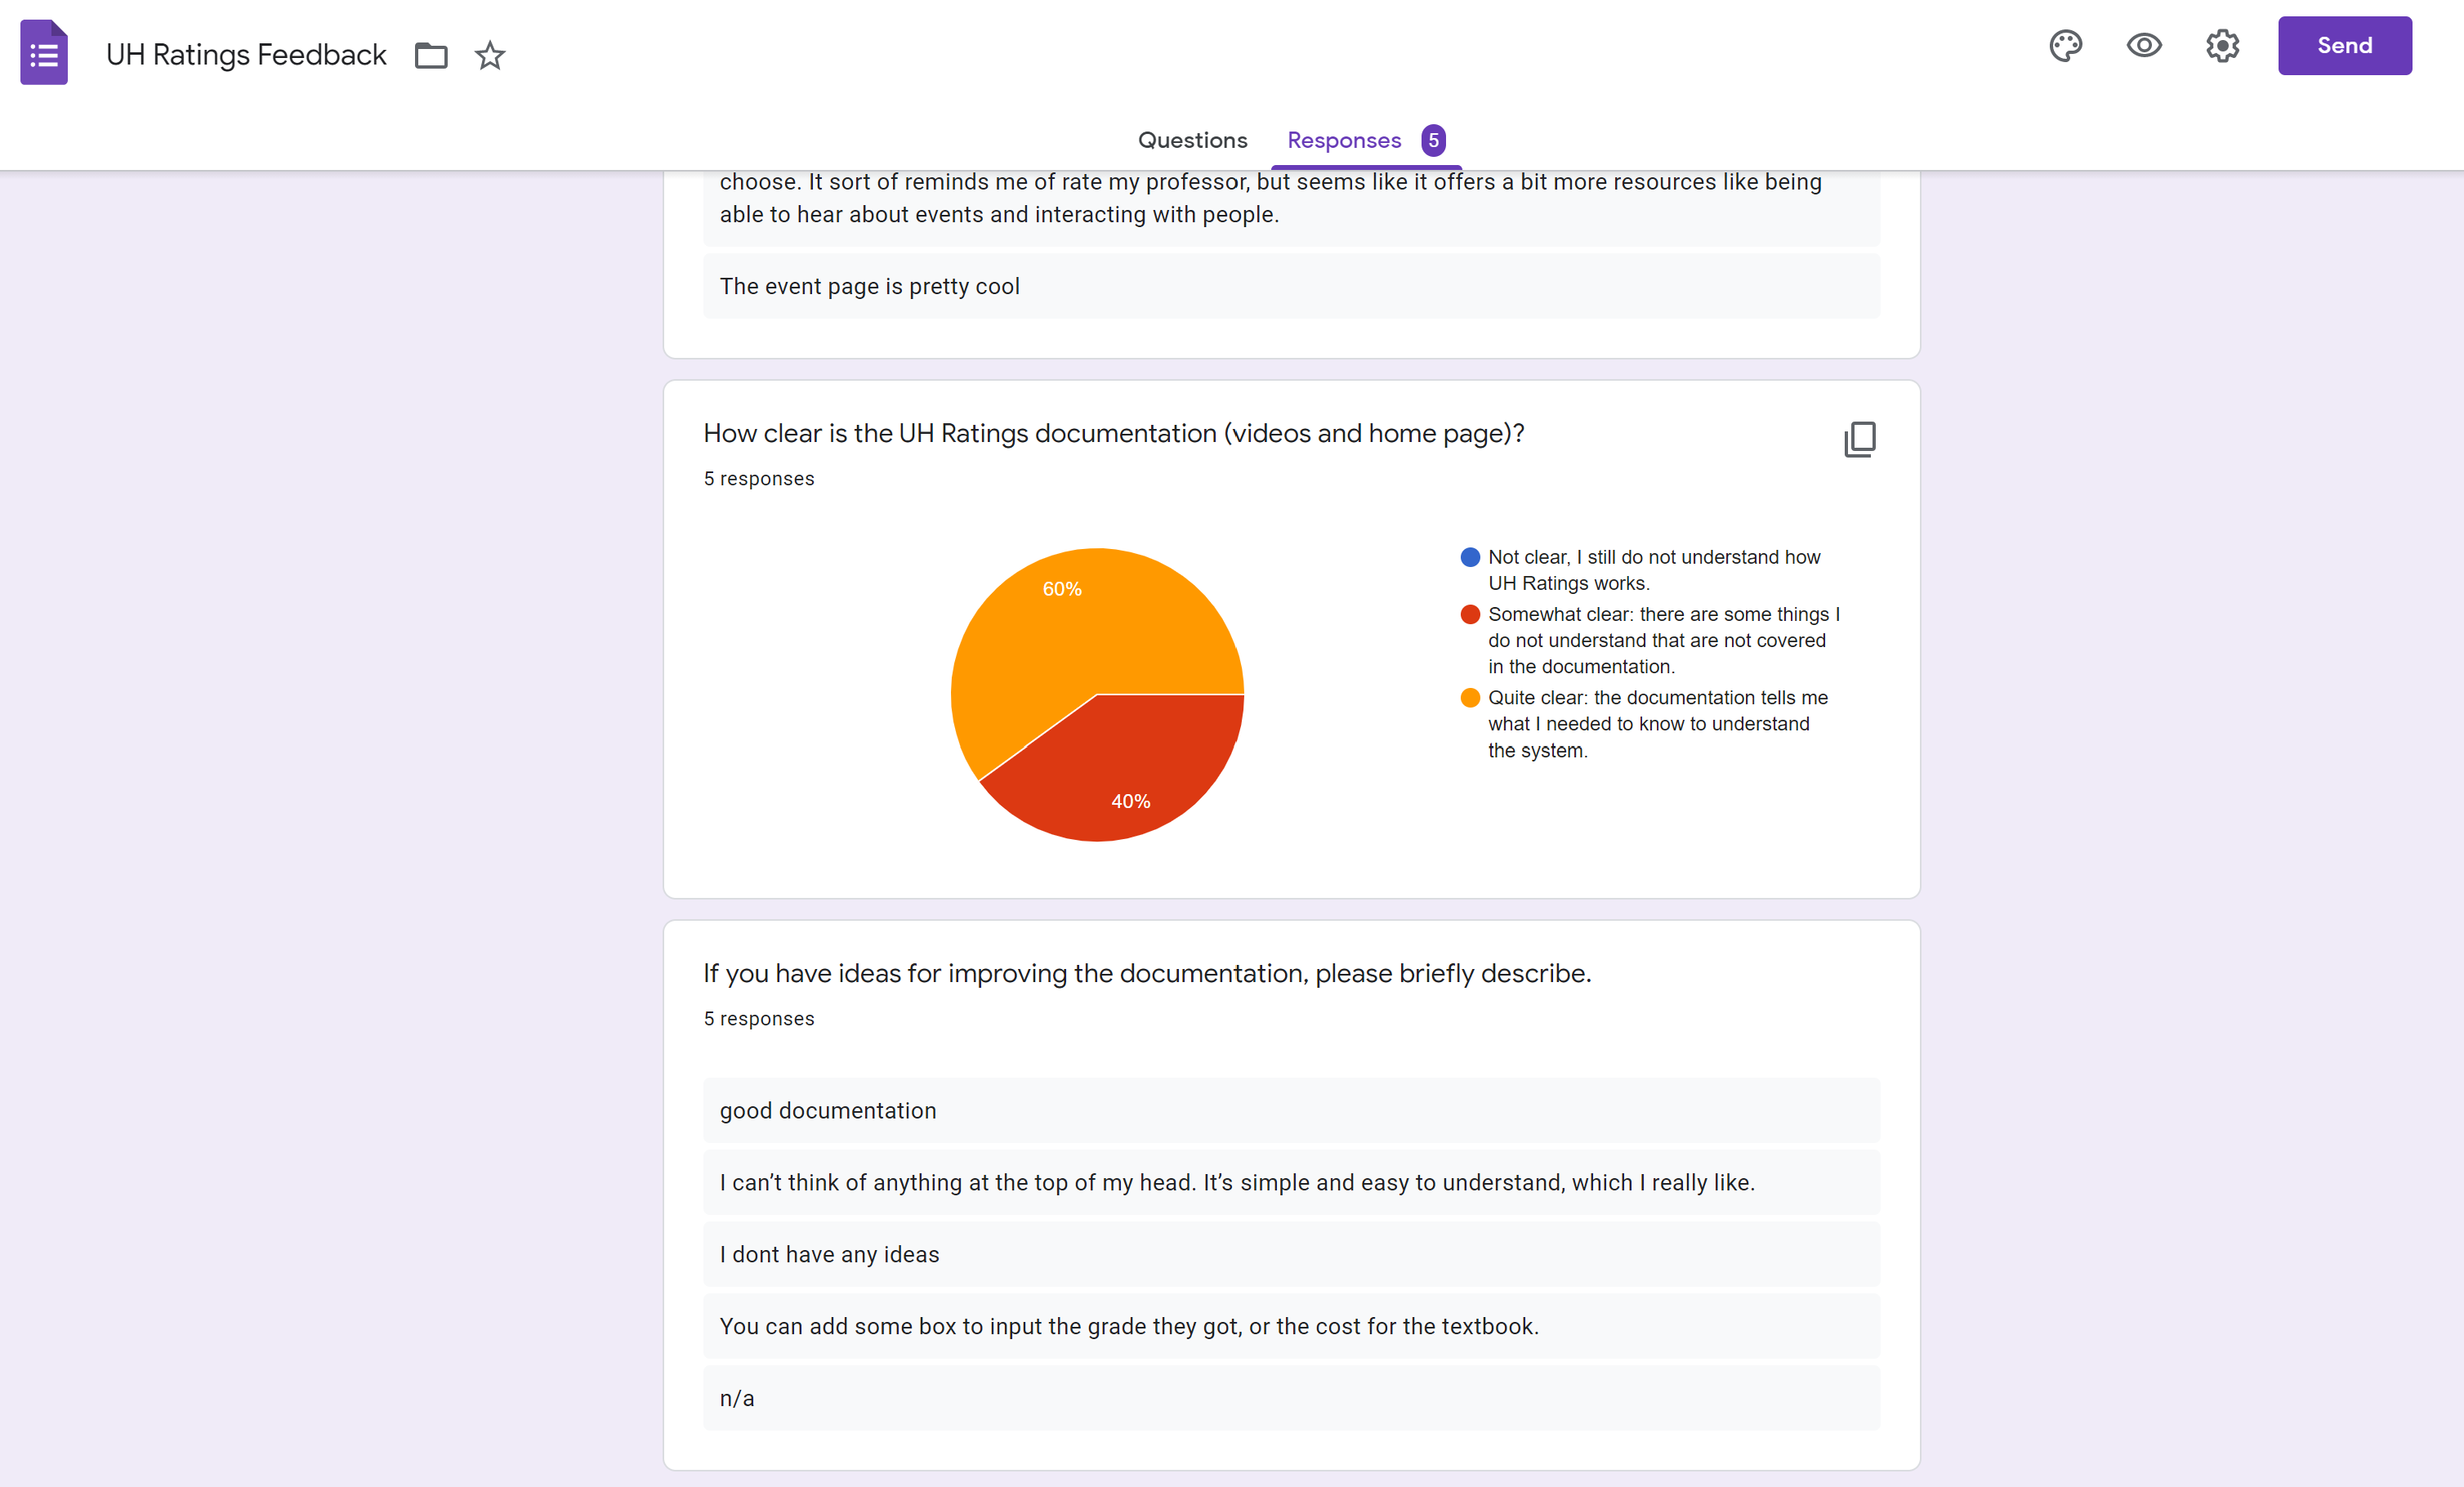 UH Ratings Feedback
Send
Questions
Responses
5
choose. It sort of reminds me of rate my professor, but seems like it offers a bit more resources like being
able to hear about events and interacting with people.
The event page is pretty cool
How clear is the UH Ratings documentation (videos and home page)?
5 responses
60%
40%
Not clear, I still do not understand how
UH Ratings works.
Somewhat clear: there are some things I
do not understand that are not covered
in the documentation.
Quite clear: the documentation tells me
what I needed to know to understand
the system.
If you have ideas for improving the documentation, please briefly describe.
5 responses
good documentation
I can’t think of anything at the top of my head. It’s simple and easy to understand, which I really like.
I dont have any ideas
You can add some box to input the grade they got, or the cost for the textbook.
n/a